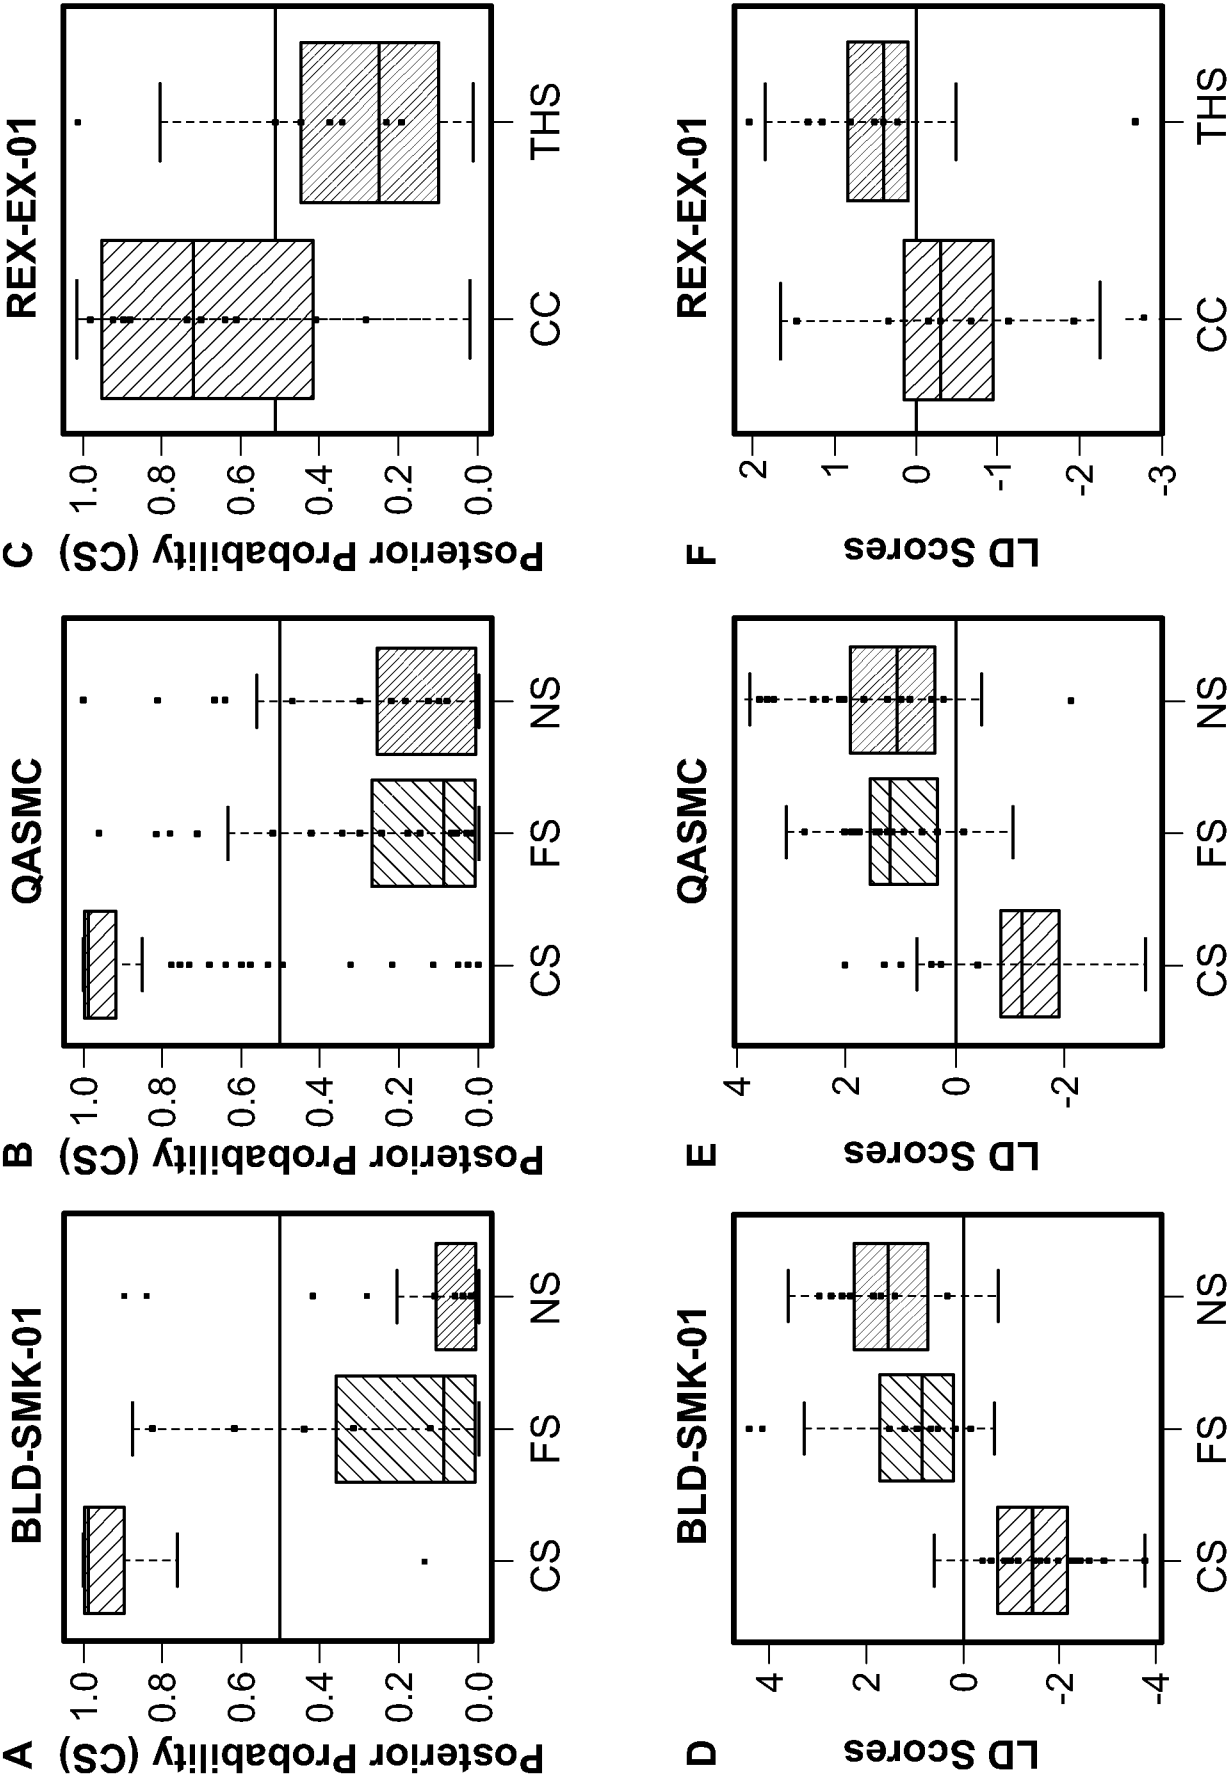 A
BLD-SMK-01
Posterior Probability (CS)
1.0
0.8
0.6
0.4
0.2
0.0
CS FS NS
B
QASMC
Posterior Probability (CS)
1.0
0.8
0.6
0.4
0.2
0.0
CS FS NS
C
REX-EX-01
Posterior Probability (CS)
1.0
0.8
0.6
0.4
0.2
0.0
CC THS
D
BLD-SMK-01
LD Scores
4
2
0
-2
-4
CS FS NS
E
QASMC
LD Scores
4
2
0
-2
CS FS NS
F
REX-EX-01
LD Scores
2
1
0
-1
-2
-3
CC THS